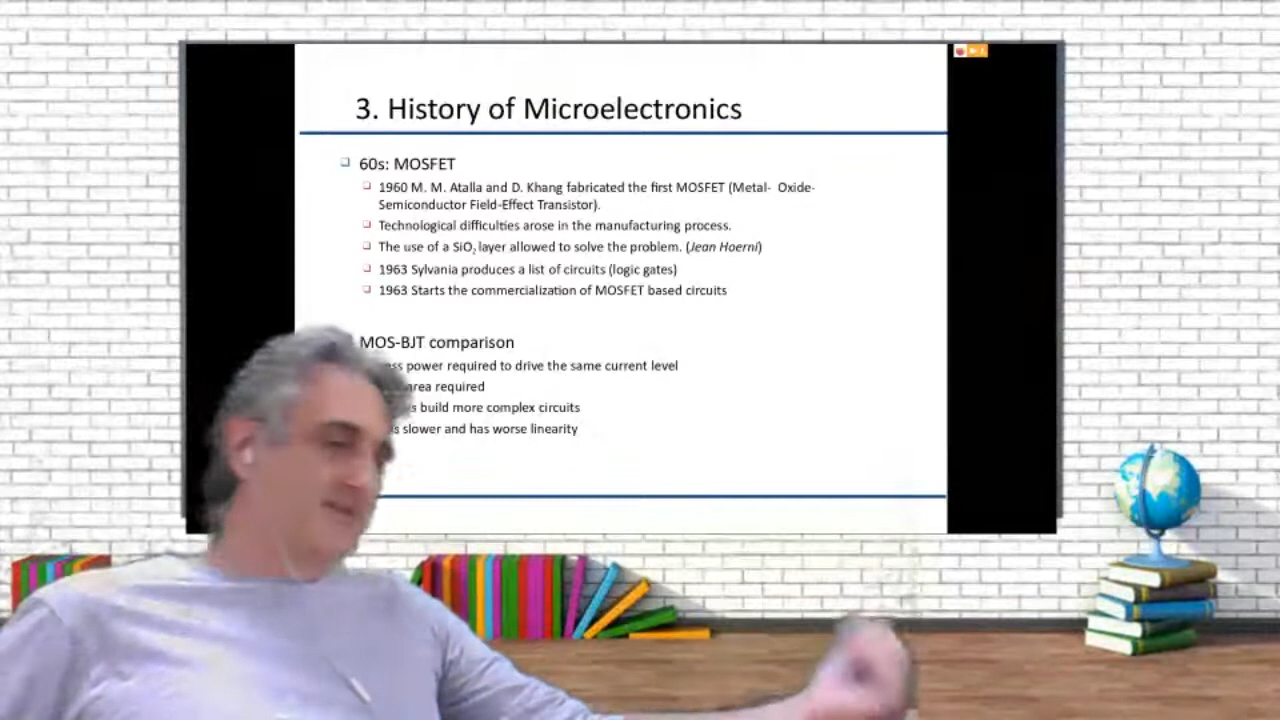 3. History of Microelectronics
60s: MOSFET
1960 M. M. Atalla and D. Khang fabricated the first MOSFET (Metal- Oxide-
Semiconductor Field-Effect Transistor).
Technological difficulties arose in the manufacturing process.
The use of a SiO₂ layer allowed to solve the problem. (Jean Hoerni)
1963 Sylvania produces a list of circuits (logic gates)
1963 Starts the commercialization of MOSFET based circuits
MOS-BJT comparison
power required to drive the same current level
area required
build more complex circuits
slower and has worse linearity